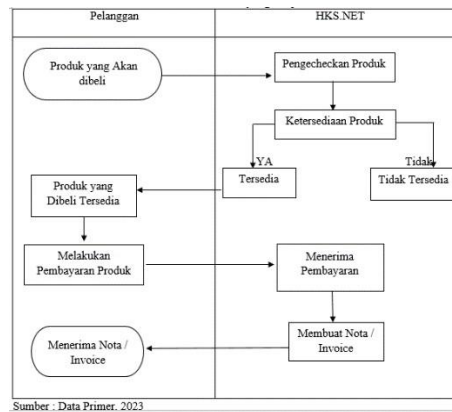 Pelanggan
HKS.NET
Produk yang Akan
dibeli
Pengecheckan Produk
Ketersediaan Produk
YA
Tidak
Tersedia
Tidak Tersedia
Produk yang
Dibeli Tersedia
Melakukan
Pembayaran Produk
Menerima
Pembayaran
Membuat Nota /
Invoice
Menerima Nota /
Invoice
Sumber : Data Primer, 2023